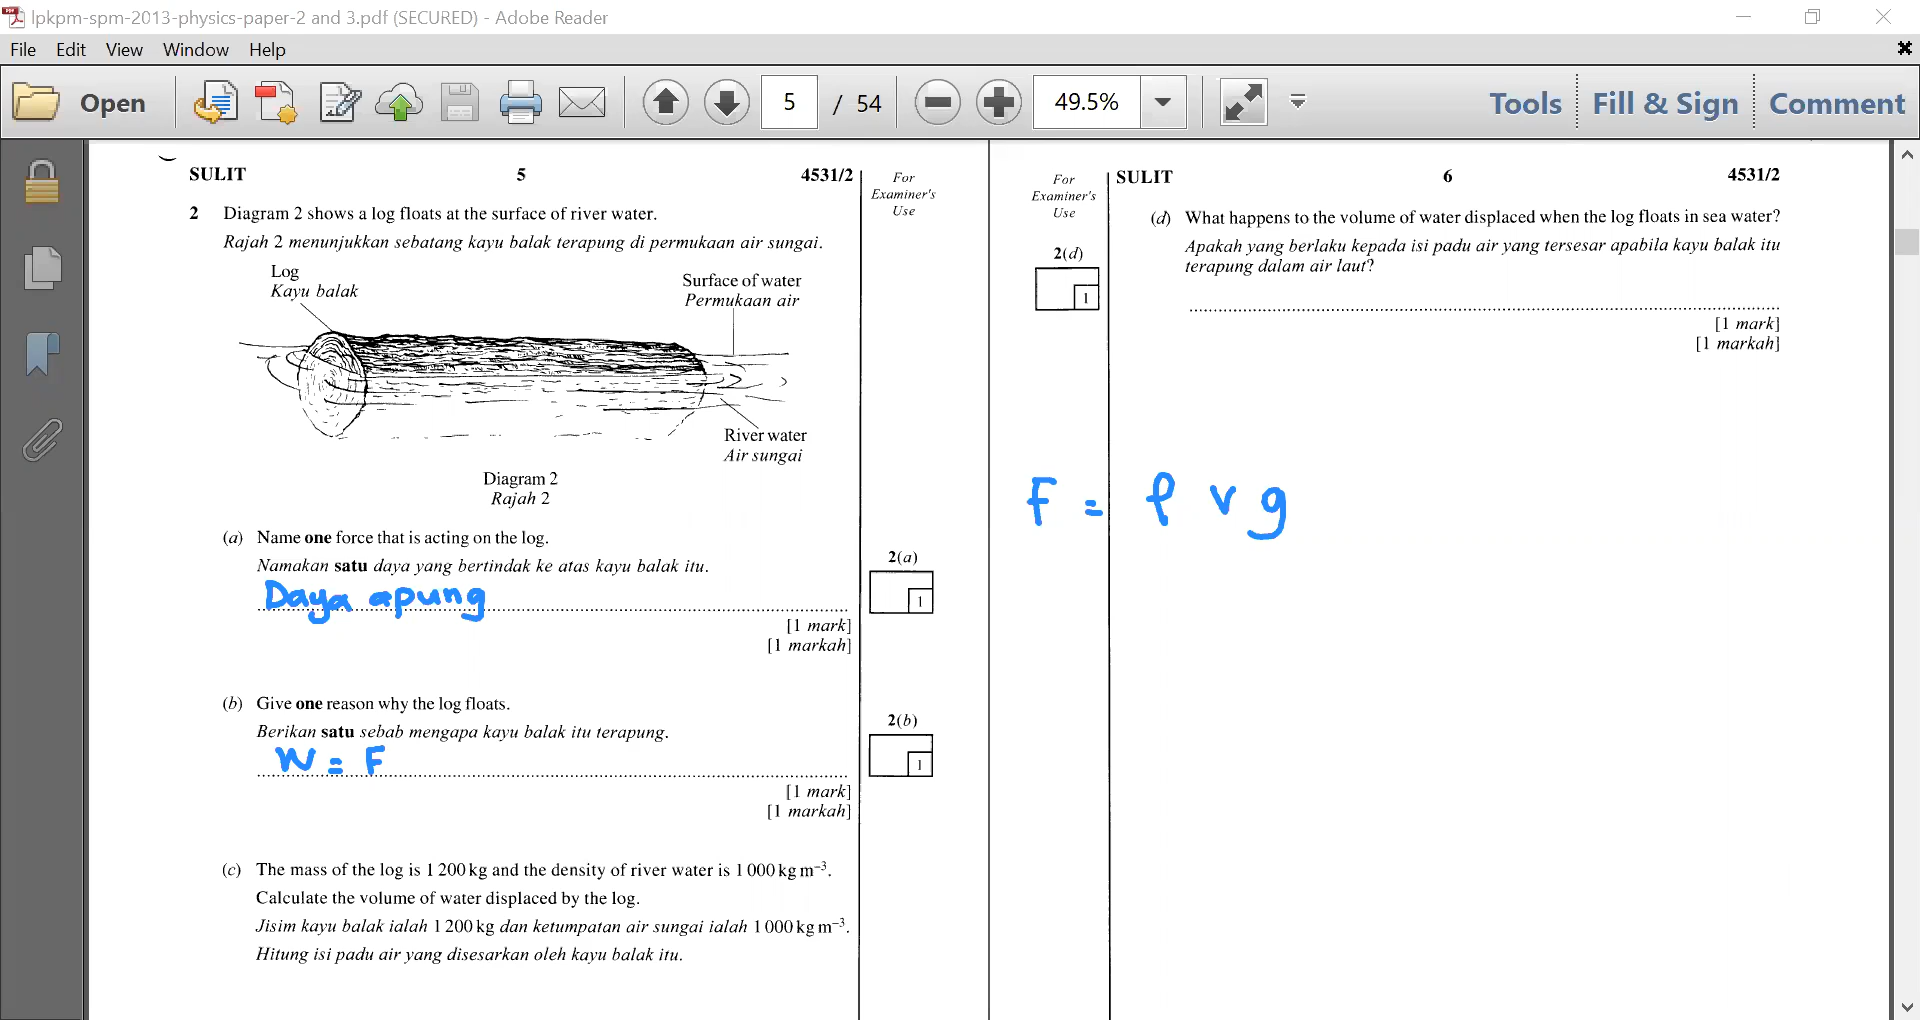 lpkpm-spm-2013-physics-paper-2 and 3.pdf (SECURED) - Adobe Reader
File Edit View Window Help
Open 5 / 54 49.5% Tools Fill & Sign Comment
SULIT 5 4531/2
For
Examiner's
Use
2 Diagram 2 shows a log floats at the surface of river water.
Rajah 2 menunjukkan sebatang kayu balak terapung di permukaan air sungai.
Log
Kayu balak
Surface of water
Permukaan air
River water
Air sungai
Diagram 2
Rajah 2
(a) Name one force that is acting on the log.
Namakan satu daya yang bertindak ke atas kayu balak itu.
Daya apung
[1 mark]
[1 markah]
2(a)
1
(b) Give one reason why the log floats.
Berikan satu sebab mengapa kayu balak itu terapung.
W = F
[1 mark]
[1 markah]
2(b)
1
(c) The mass of the log is 1 200 kg and the density of river water is 1 000 kg m⁻³.
Calculate the volume of water displaced by the log.
Jisim kayu balak ialah 1 200 kg dan ketumpatan air sungai ialah 1 000 kg m⁻³.
Hitung isi padu air yang disesarkan oleh kayu balak itu.
For
Examiner's
Use
SULIT 6 4531/2
2(d)
1
(d) What happens to the volume of water displaced when the log floats in sea water?
Apakah yang berlaku kepada isi padu air yang tersesar apabila kayu balak itu
terapung dalam air laut?
[1 mark]
[1 markah]
F = ρ v g